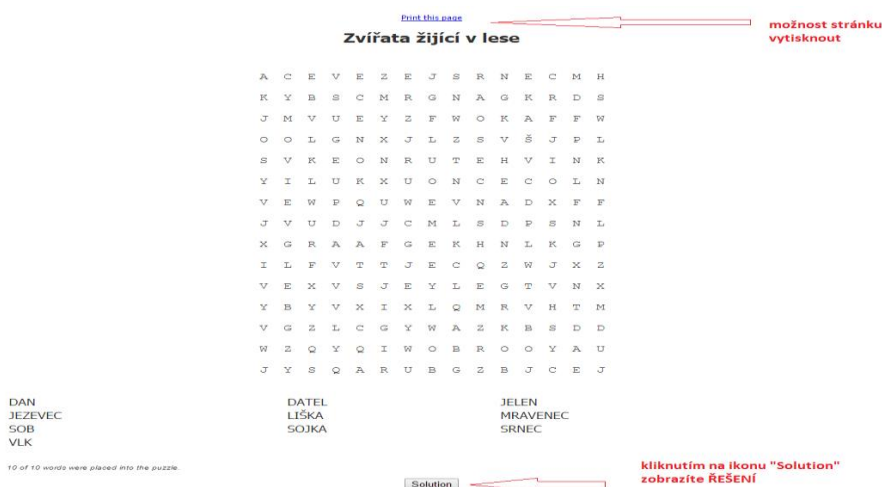 Print this page
možnost stránku
vytisknout
Zvířata žijící v lese
A C E V E Z E J S R N E C M H
K Y B S C M R G N A G K R D S
J M V U E Y Z F W O K A F F W
O O L G N X J L Z S V Š J P L
S V K E O N R U T E H V I N K
Y I L U K X U O N C E C O L N
V E W P Q U W E V N A D X F F
J V U D J J C M L S D P S N L
X G R A A F G E K H N L K G P
I L F V T T J E C Q Z W J X Z
V E X V S J E Y L E G T V N X
Y B Y V X I X L Q M R V H T M
V G Z L C G Y W A Z K B S D D
W Z Q Y Q I W O B R O O Y A U
J Y S Q A R U B G Z B J C E J
DAN DATEL JELEN
JEZEVEC LIŠKA MRAVENEC
SOB SOJKA SRNEC
VLK
10 of 10 words were placed into the puzzle.
kliknutím na ikonu "Solution"
zobrazíte ŘEŠENÍ
Solution